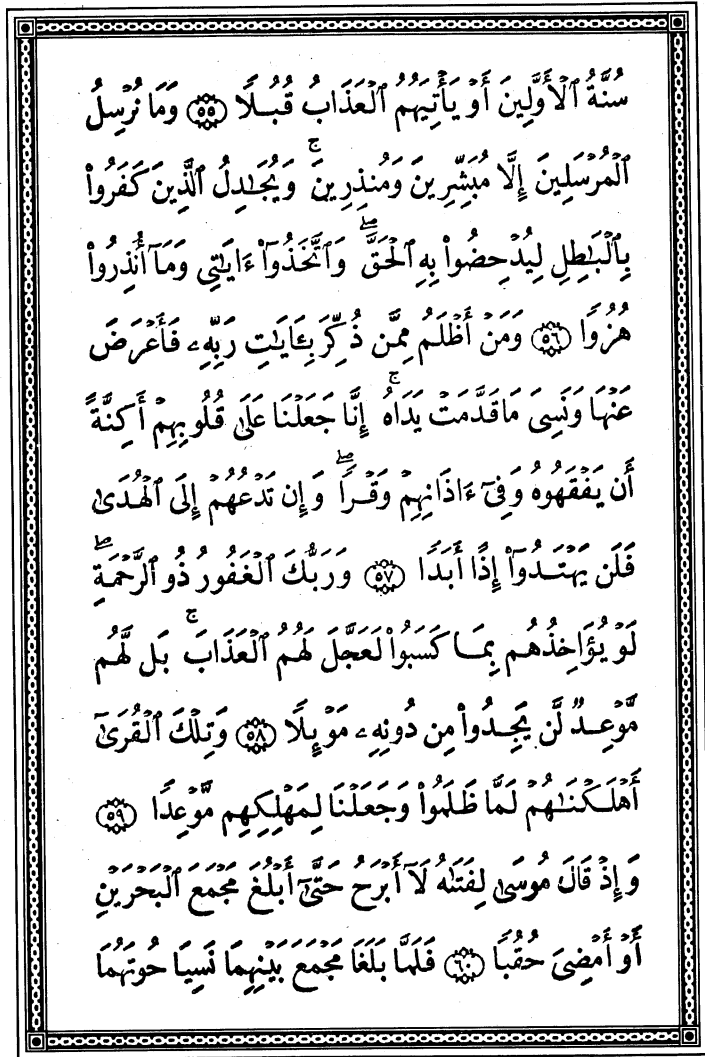 سُنَّةُ ٱلْأَوَّلِينَ أَوْ يَأْتِيَهُمُ ٱلْعَذَابُ قُبُلًا ۝٥٥ وَمَا نُرْسِلُ
ٱلْمُرْسَلِينَ إِلَّا مُبَشِّرِينَ وَمُنذِرِينَ ۚ وَيُجَٰدِلُ ٱلَّذِينَ كَفَرُوا۟
بِٱلْبَٰطِلِ لِيُدْحِضُوا۟ بِهِ ٱلْحَقَّ ۖ وَٱتَّخَذُوٓا۟ ءَايَٰتِى وَمَآ أُنذِرُوا۟
هُزُوًا ۝٥٦ وَمَنْ أَظْلَمُ مِمَّن ذُكِّرَ بِـَٔايَٰتِ رَبِّهِۦ فَأَعْرَضَ
عَنْهَا وَنَسِىَ مَا قَدَّمَتْ يَدَاهُ ۚ إِنَّا جَعَلْنَا عَلَىٰ قُلُوبِهِمْ أَكِنَّةً
أَن يَفْقَهُوهُ وَفِىٓ ءَاذَانِهِمْ وَقْرًا ۖ وَإِن تَدْعُهُمْ إِلَى ٱلْهُدَىٰ
فَلَن يَهْتَدُوٓا۟ إِذًا أَبَدًا ۝٥٧ وَرَبُّكَ ٱلْغَفُورُ ذُو ٱلرَّحْمَةِ ۖ
لَوْ يُؤَاخِذُهُم بِمَا كَسَبُوا۟ لَعَجَّلَ لَهُمُ ٱلْعَذَابَ ۚ بَل لَّهُم
مَّوْعِدٌ لَّن يَجِدُوا۟ مِن دُونِهِۦ مَوْئِلًا ۝٥٨ وَتِلْكَ ٱلْقُرَىٰٓ
أَهْلَكْنَٰهُمْ لَمَّا ظَلَمُوا۟ وَجَعَلْنَا لِمَهْلِكِهِم مَّوْعِدًا ۝٥٩
وَإِذْ قَالَ مُوسَىٰ لِفَتَىٰهُ لَآ أَبْرَحُ حَتَّىٰٓ أَبْلُغَ مَجْمَعَ ٱلْبَحْرَيْنِ
أَوْ أَمْضِىَ حُقُبًا ۝٦٠ فَلَمَّا بَلَغَا مَجْمَعَ بَيْنِهِمَا نَسِيَا حُوتَهُمَا